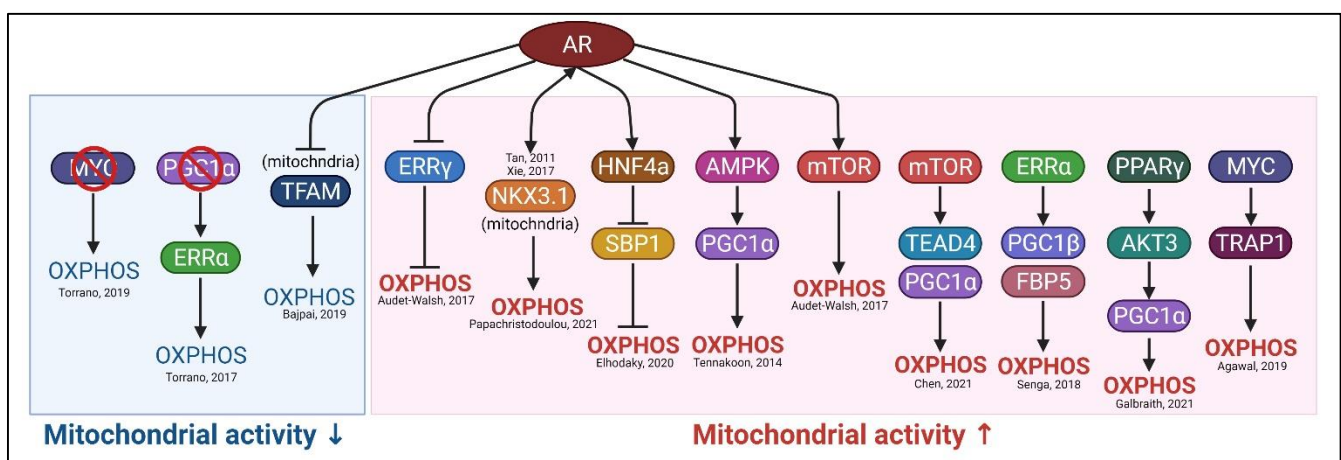 AR
MYC
OXPHOS
Torrano, 2019
PGC1α
ERRα
OXPHOS
Torrano, 2017
(mitochndria)
TFAM
OXPHOS
Bajpai, 2019
ERRγ
OXPHOS
Audet-Walsh, 2017
Tan, 2011
Xie, 2017
NKX3.1
(mitochndria)
OXPHOS
Papachristodoulou, 2021
HNF4a
SBP1
OXPHOS
Elhodaky, 2020
AMPK
PGC1α
OXPHOS
Tennakoon, 2014
mTOR
OXPHOS
Audet-Walsh, 2017
mTOR
TEAD4
PGC1α
OXPHOS
Chen, 2021
ERRα
PGC1β
FBP5
OXPHOS
Senga, 2018
PPARγ
AKT3
PGC1α
OXPHOS
Galbraith, 2021
MYC
TRAP1
OXPHOS
Agawal, 2019
Mitochondrial activity ↓
Mitochondrial activity ↑